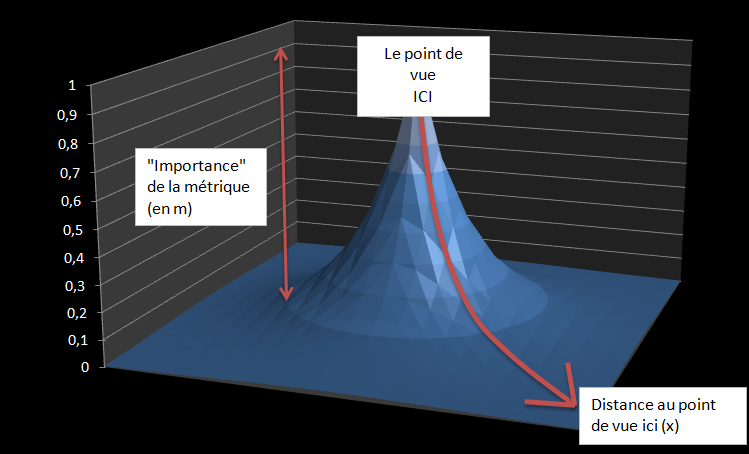 Le point de
vue
ICI
1
0,9
0,8
0,7
0,6
0,5
0,4
0,3
0,2
0,1
0
"Importance"
de la métrique
(en m)
Distance au point
de vue ici (x)